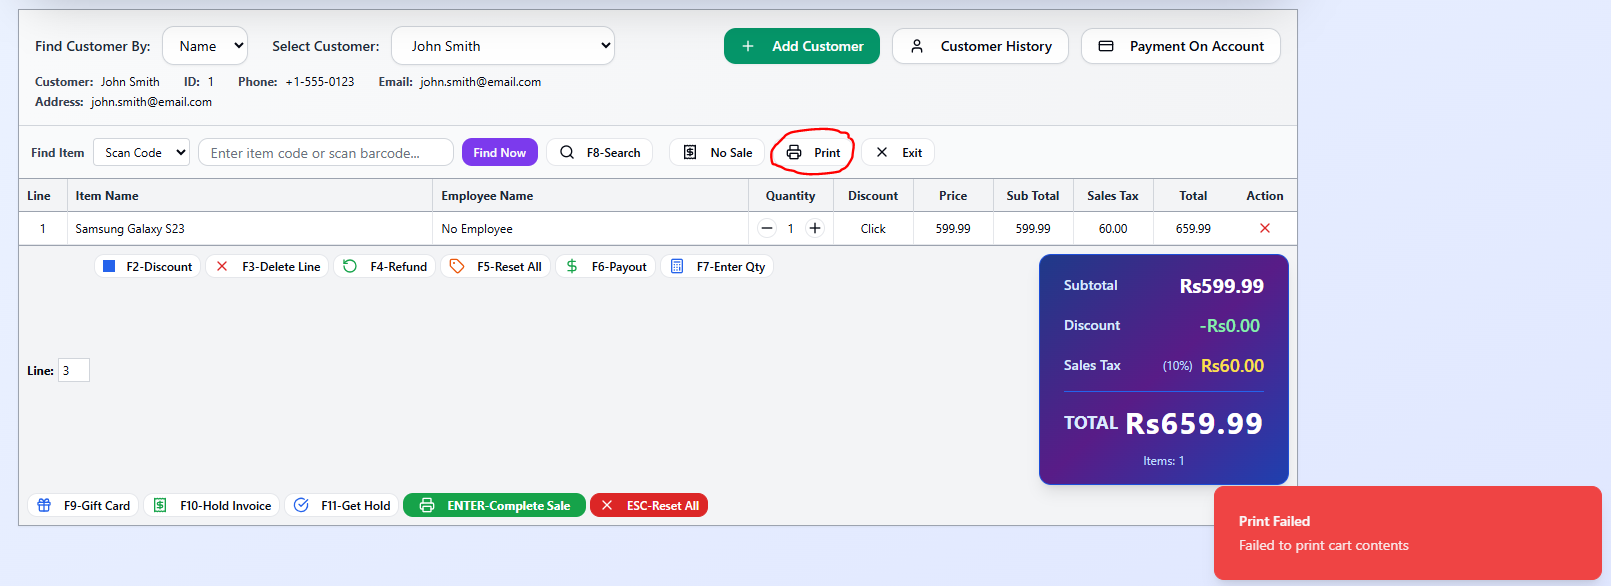 Find Customer By: Name Select Customer: John Smith Add Customer Customer History Payment On Account
Customer: John Smith ID: 1 Phone: +1-555-0123 Email: john.smith@email.com
Address: john.smith@email.com
Find Item Scan Code Enter item code or scan barcode... Find Now F8-Search No Sale Print Exit
Line Item Name Employee Name Quantity Discount Price Sub Total Sales Tax Total Action
1 Samsung Galaxy S23 No Employee 1 Click 599.99 599.99 60.00 659.99
F2-Discount F3-Delete Line F4-Refund F5-Reset All F6-Payout F7-Enter Qty
Subtotal Rs599.99
Discount -Rs0.00
Sales Tax (10%) Rs60.00
Line: 3
TOTAL Rs659.99
Items: 1
F9-Gift Card F10-Hold Invoice F11-Get Hold ENTER-Complete Sale ESC-Reset All
Print Failed
Failed to print cart contents